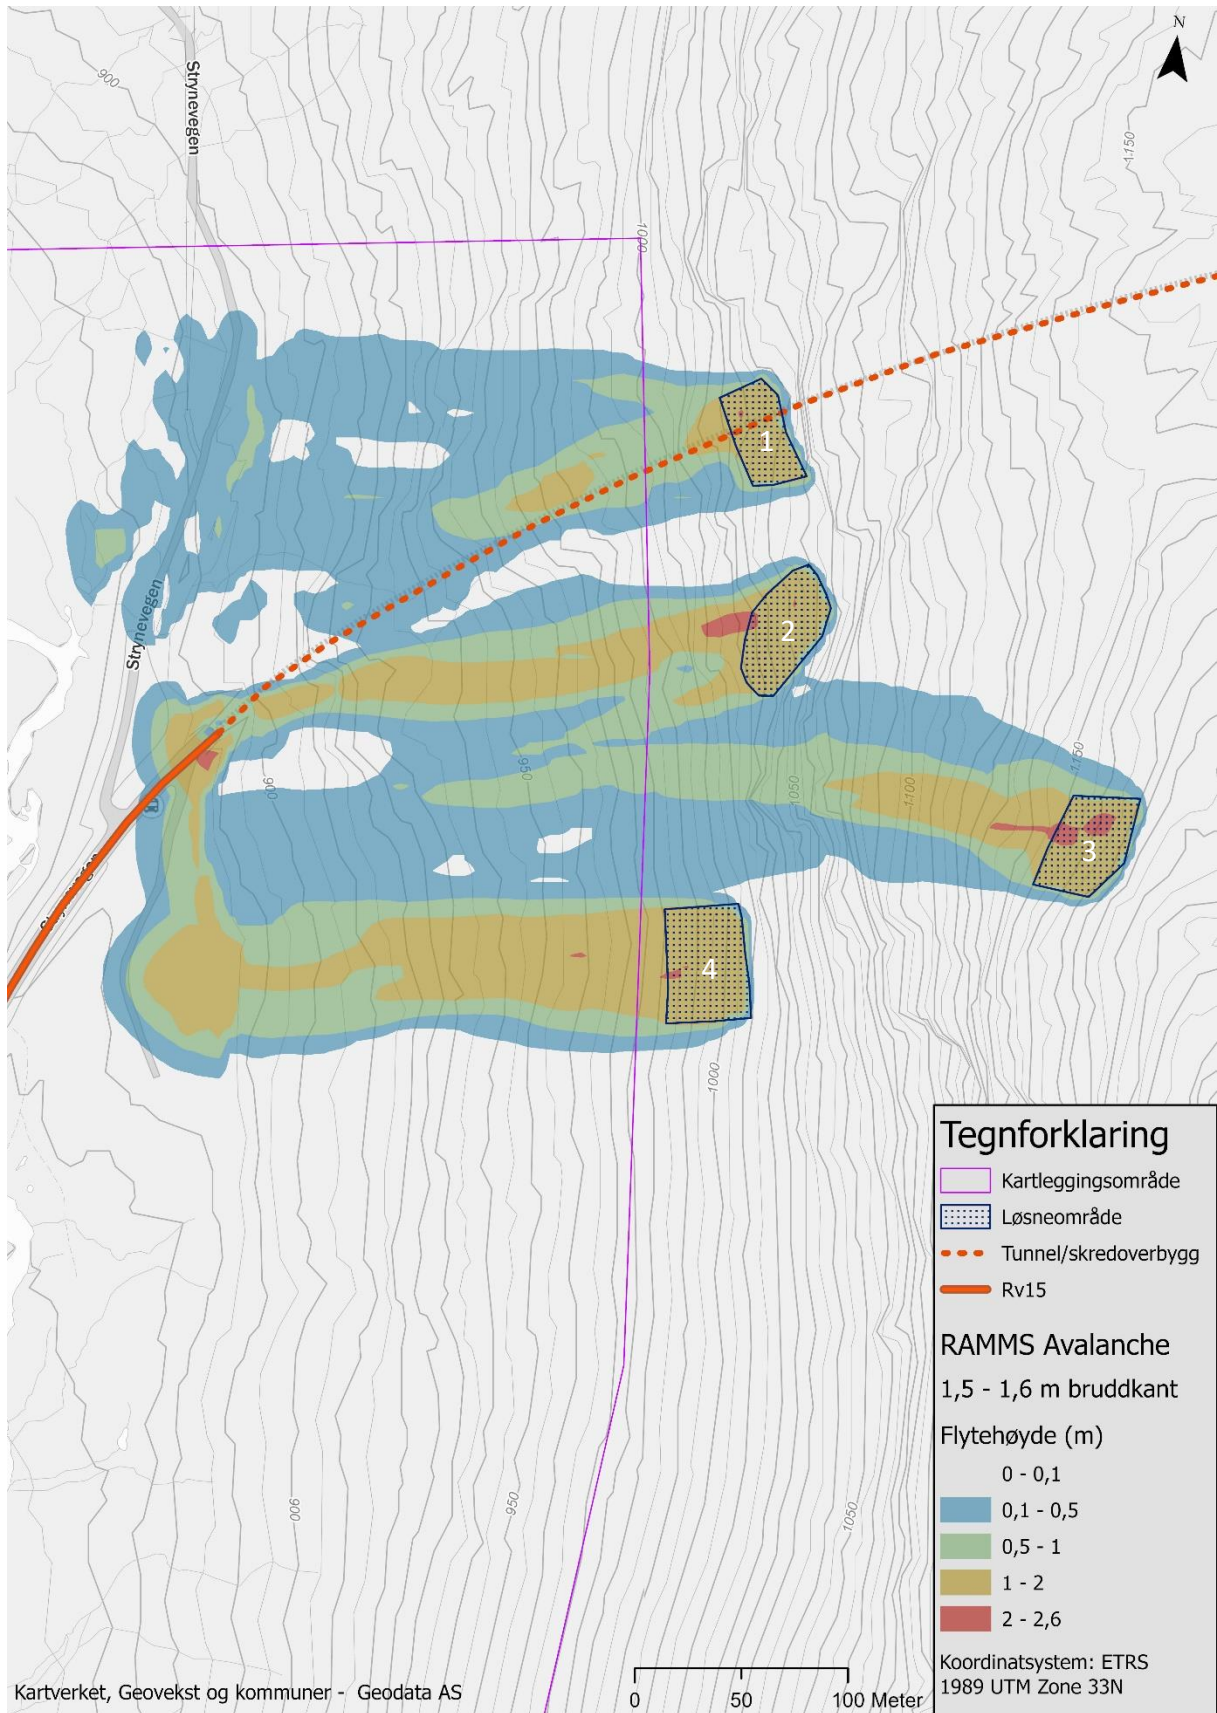 N
Strynevegen
900
1150
1000
1
Strynevegen
2
1150
950
900
1050
1100
3
4
1000
Tegnforklaring
Kartleggingsområde
Løsneområde
Tunnel/skredoverbygg
Rv15
RAMMS Avalanche
1,5 - 1,6 m bruddkant
Flytehøyde (m)
0 - 0,1
0,1 - 0,5
0,5 - 1
1 - 2
2 - 2,6
Koordinatsystem: ETRS
1989 UTM Zone 33N
900
950
1050
Kartverket, Geovekst og kommuner - Geodata AS
0 50 100 Meter